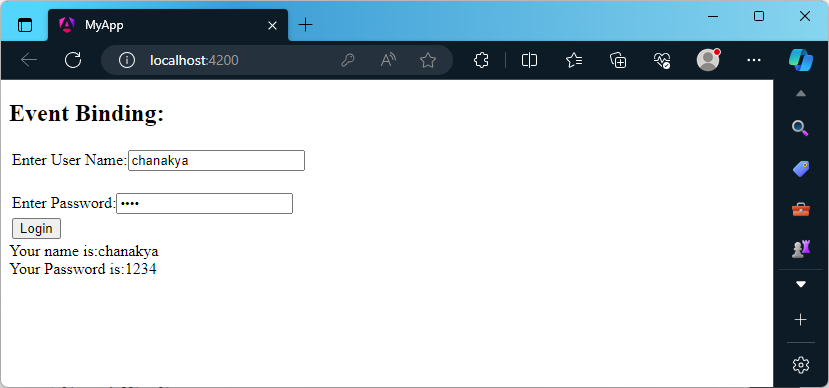 MyApp
localhost:4200
Event Binding:
Enter User Name:chanakya
Enter Password:••••
Login
Your name is:chanakya
Your Password is:1234